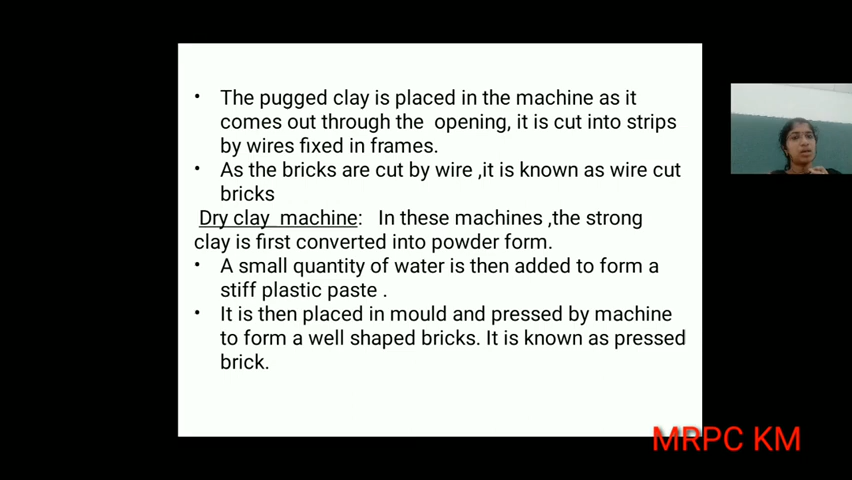 • The pugged clay is placed in the machine as it
comes out through the opening, it is cut into strips
by wires fixed in frames.
• As the bricks are cut by wire ,it is known as wire cut
bricks
Dry clay machine: In these machines ,the strong
clay is first converted into powder form.
• A small quantity of water is then added to form a
stiff plastic paste .
• It is then placed in mould and pressed by machine
to form a well shaped bricks. It is known as pressed
brick.
MRPC KM